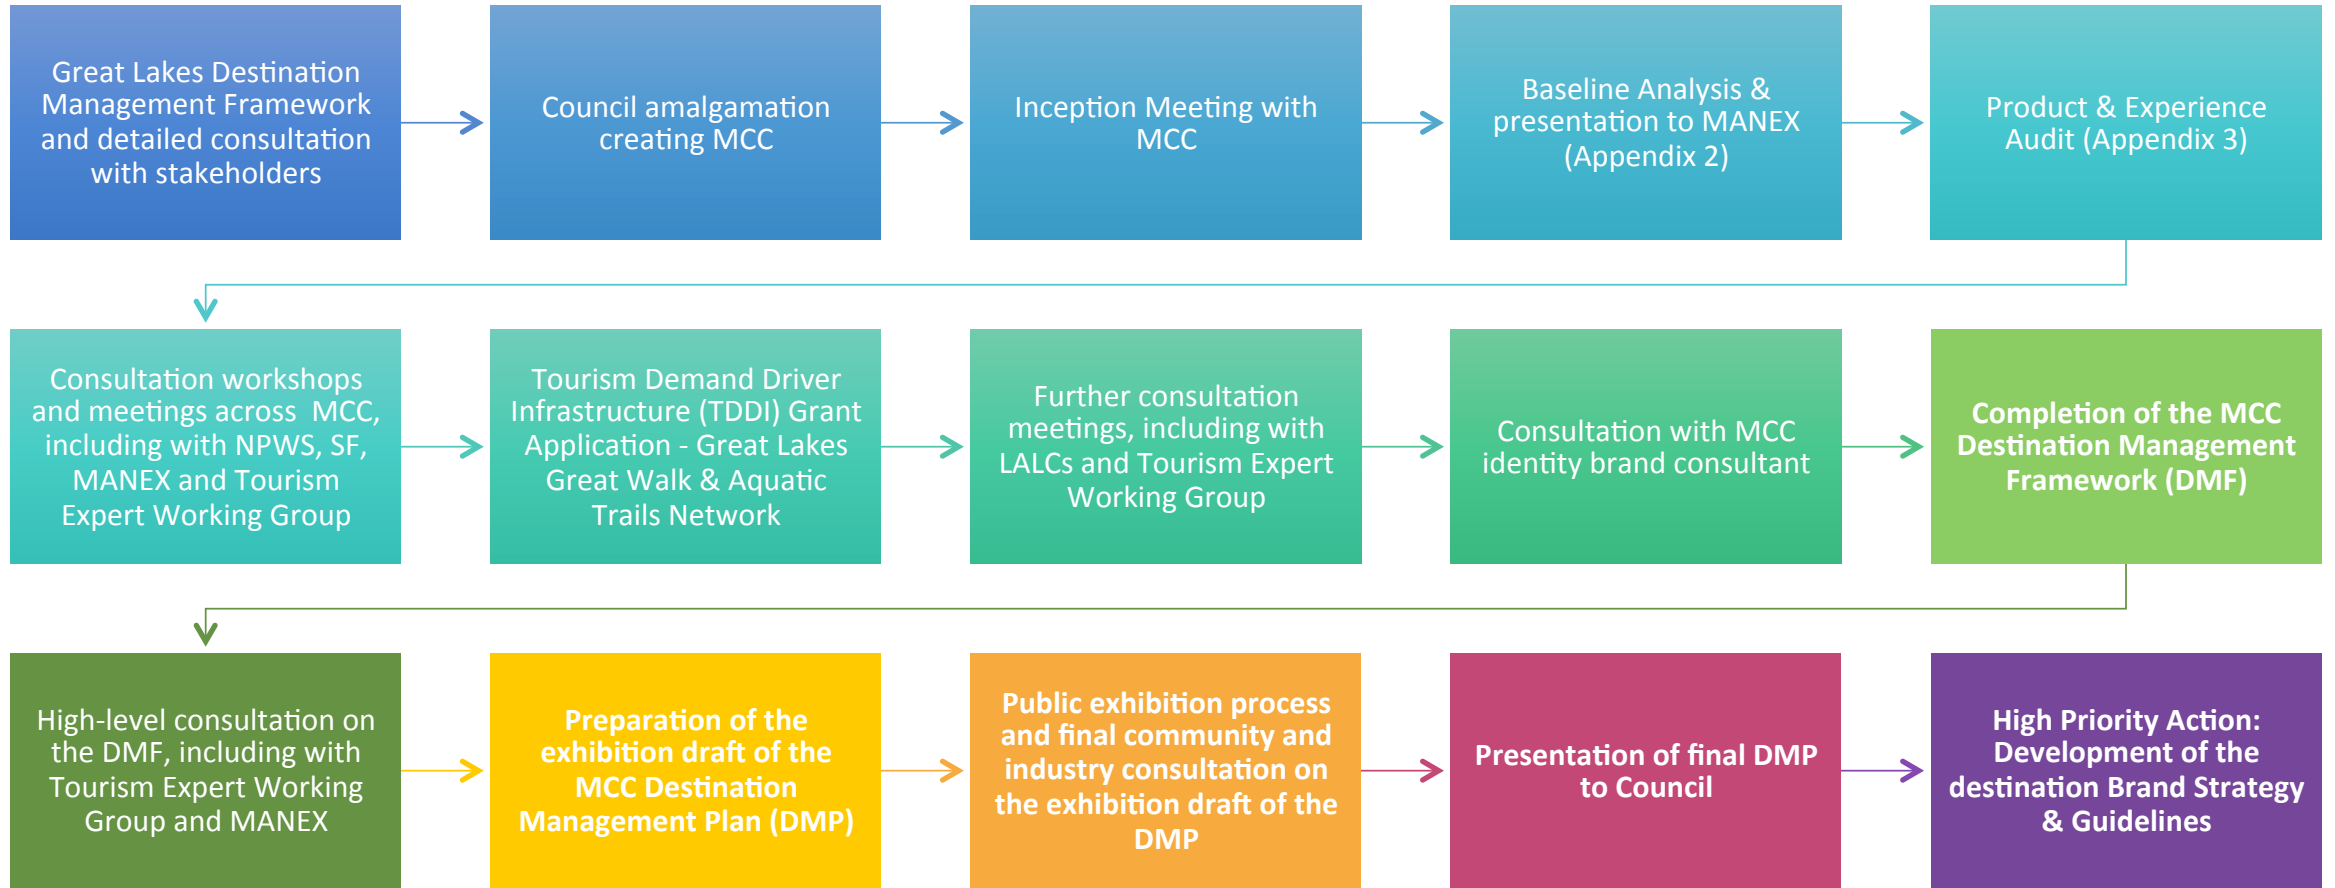 Great Lakes Destination
Management Framework
and detailed consultation
with stakeholders
Council amalgamation
creating MCC
Inception Meeting with
MCC
Baseline Analysis &
presentation to MANEX
(Appendix 2)
Product & Experience
Audit (Appendix 3)
Consultation workshops
and meetings across  MCC,
including with NPWS, SF,
MANEX and Tourism
Expert Working Group
Tourism Demand Driver
Infrastructure (TDDI) Grant
Application - Great Lakes
Great Walk & Aquatic
Trails Network
Further consultation
meetings, including with
LALCs and Tourism Expert
Working Group
Consultation with MCC
identity brand consultant
Completion of the MCC
Destination Management
Framework (DMF)
High-level consultation on
the DMF, including with
Tourism Expert Working
Group and MANEX
Preparation of the
exhibition draft of the
MCC Destination
Management Plan (DMP)
Public exhibition process
and final community and
industry consultation on
the exhibition draft of the
DMP
Presentation of final DMP
to Council
High Priority Action:
Development of the
destination Brand Strategy
& Guidelines